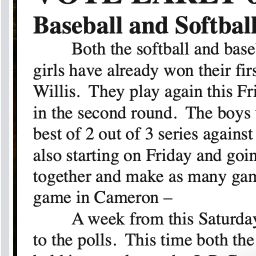 Baseball and Softball
Both the softball and base
girls have already won their firs
Willis. They play again this Fri
in the second round. The boys
best of 2 out of 3 series against
also starting on Friday and goin
together and make as many gam
game in Cameron –
A week from this Saturday
to the polls. This time both the